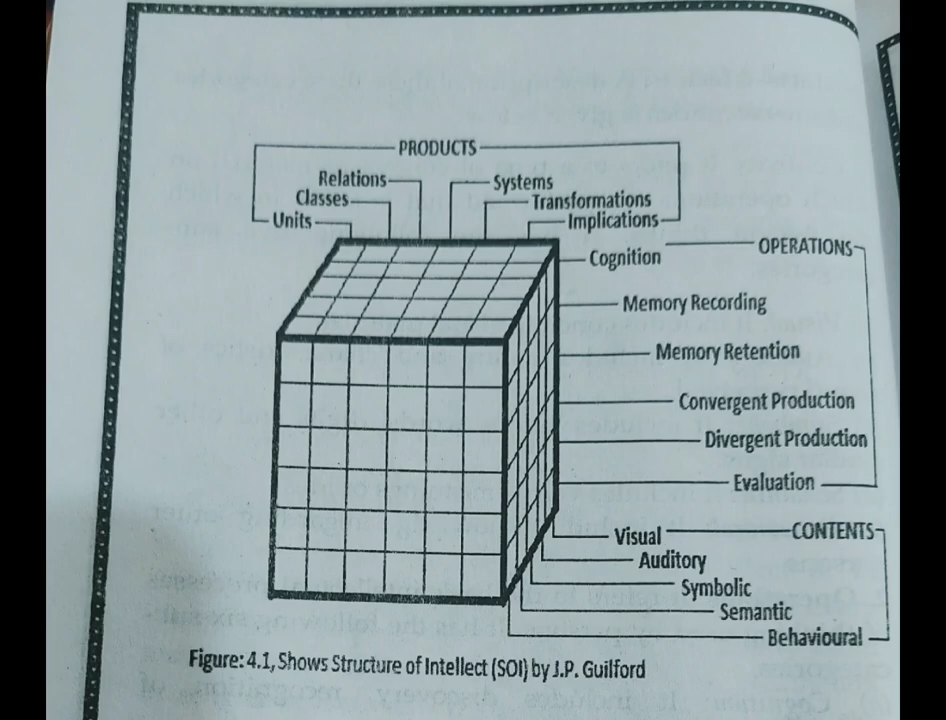 PRODUCTS
Relations
Systems
Classes
Transformations
Units
Implications
OPERATIONS
Cognition
Memory Recording
Memory Retention
Convergent Production
Divergent Production
Evaluation
CONTENTS
Visual
Auditory
Symbolic
Semantic
Behavioural
Figure: 4.1, Shows Structure of Intellect (SOI) by J.P. Guilford